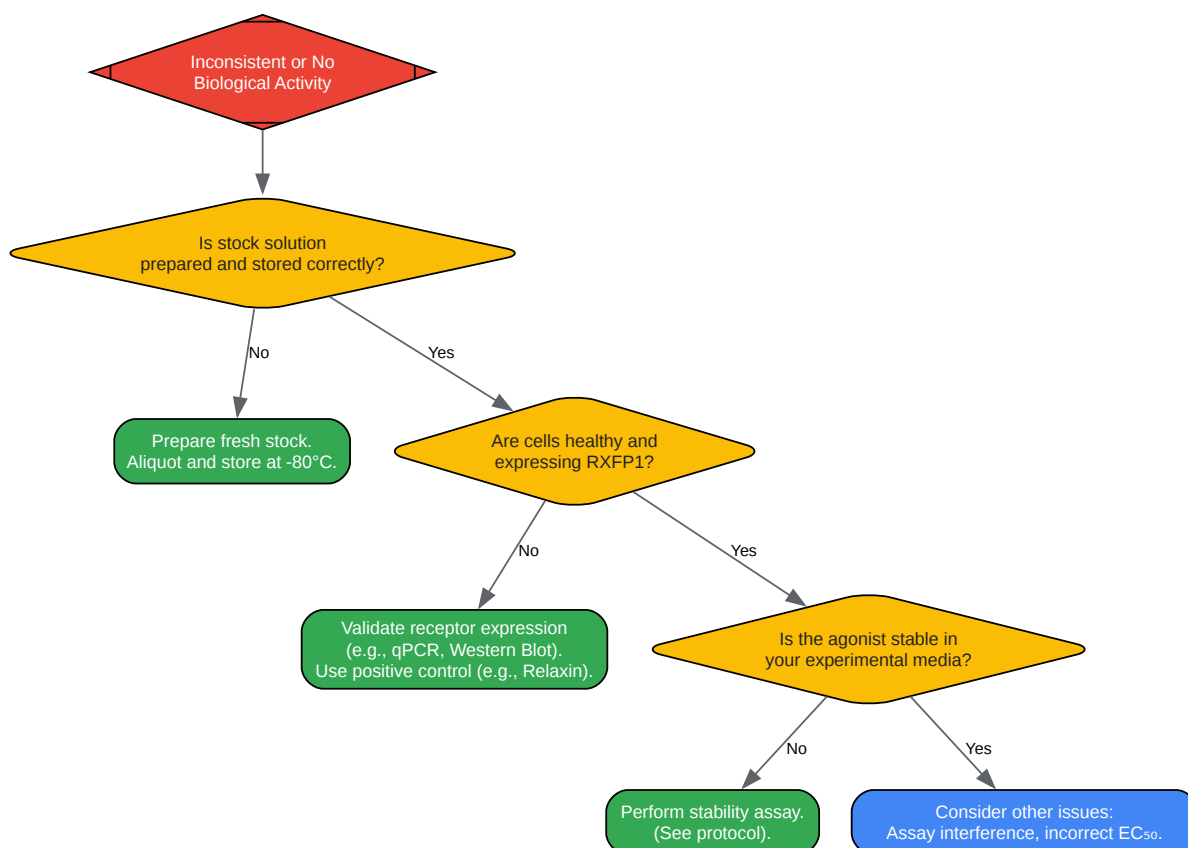 Inconsistent or No
Biological Activity
Is stock solution
prepared and stored correctly?
No
Yes
Prepare fresh stock.
Aliquot and store at -80°C.
Are cells healthy and
expressing RXFP1?
No
Yes
Validate receptor expression
(e.g., qPCR, Western Blot).
Use positive control (e.g., Relaxin).
Is the agonist stable in
your experimental media?
No
Yes
Perform stability assay.
(See protocol).
Consider other issues:
Assay interference, incorrect EC₅₀.